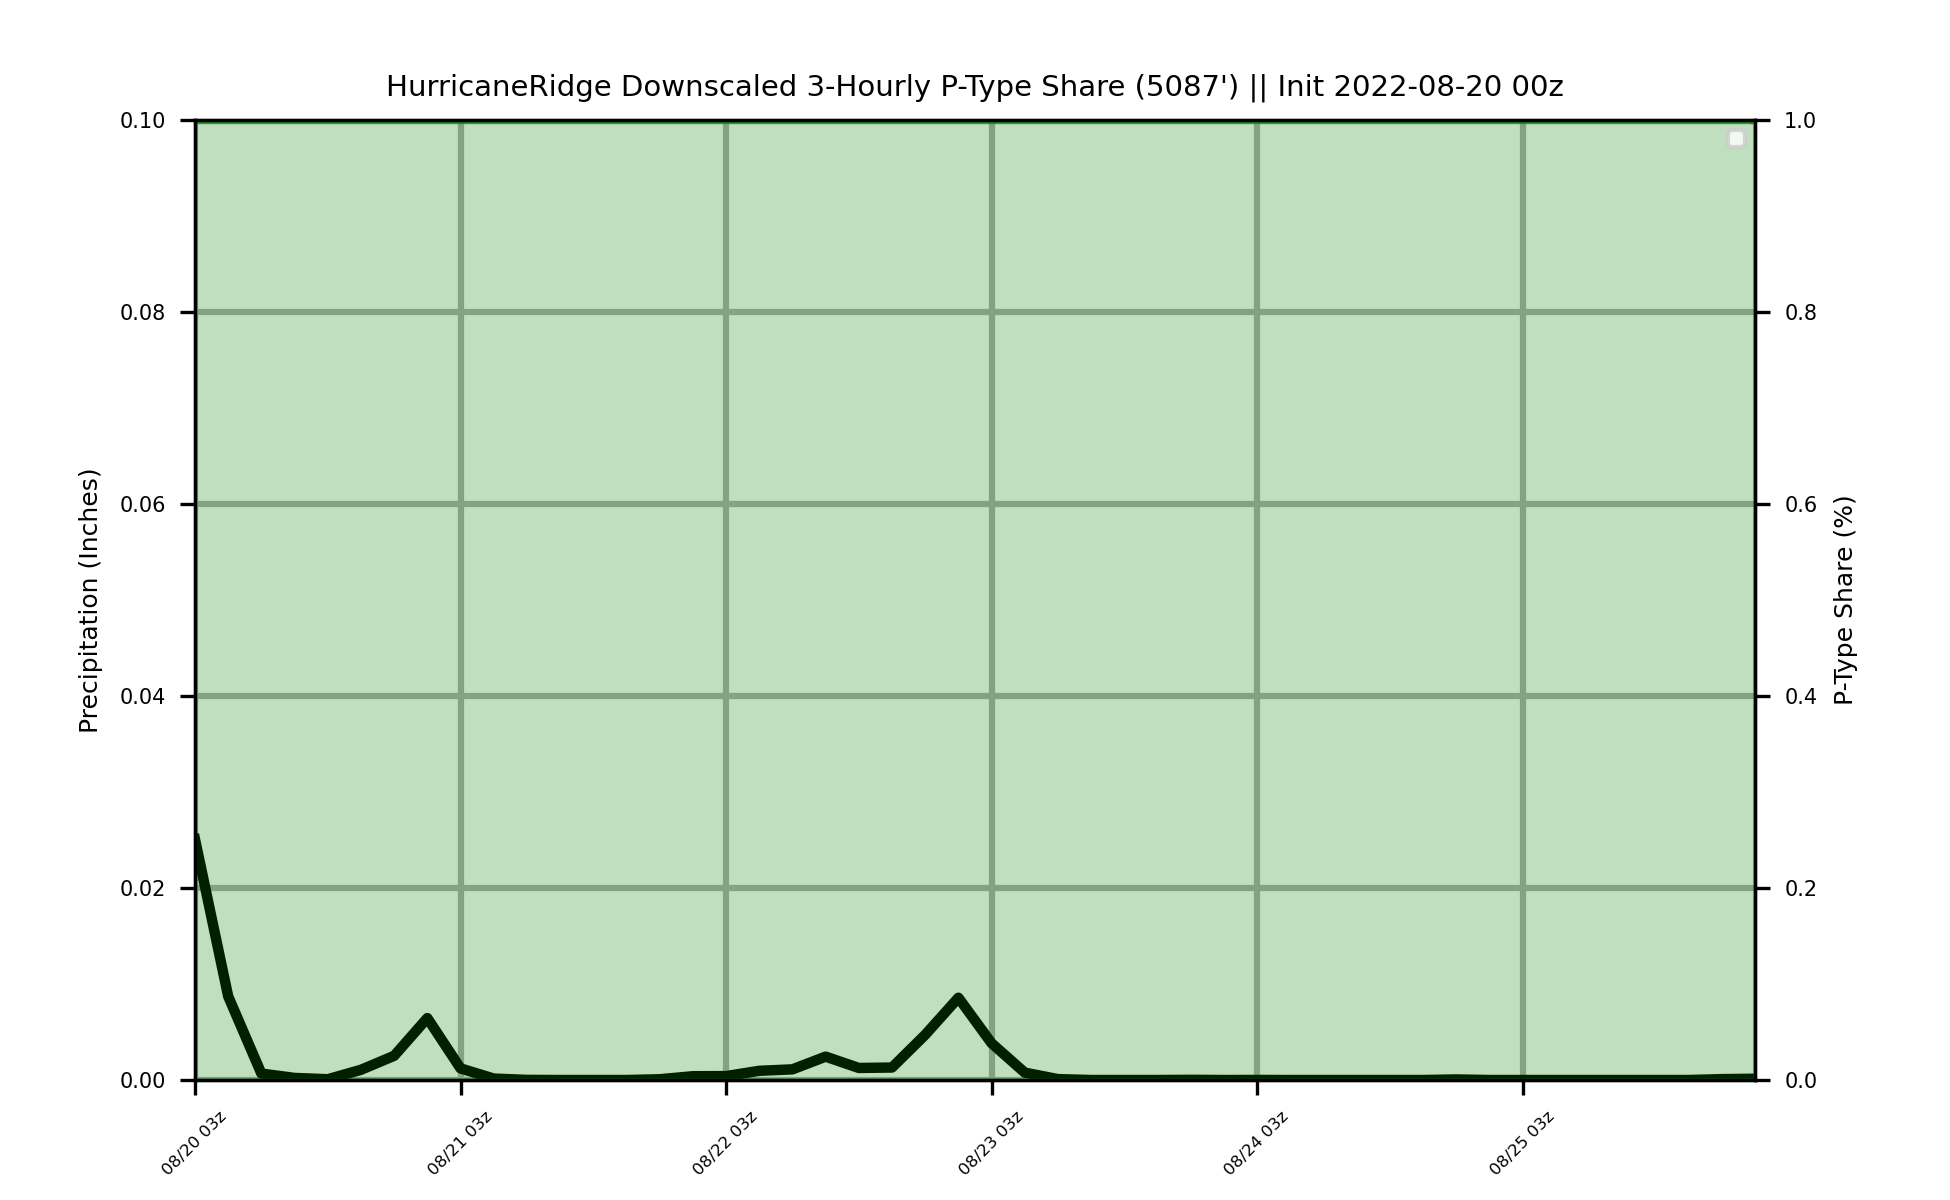 HurricaneRidge Downscaled 3-Hourly P-Type Share (5087') || Init 2022-08-20 00z
0.10
0.08
0.06
0.04
0.02
0.00
Precipitation (Inches)
1.0
0.8
0.6
0.4
0.2
0.0
P-Type Share (%)
08/20 03z
08/21 03z
08/22 03z
08/23 03z
08/24 03z
08/25 03z